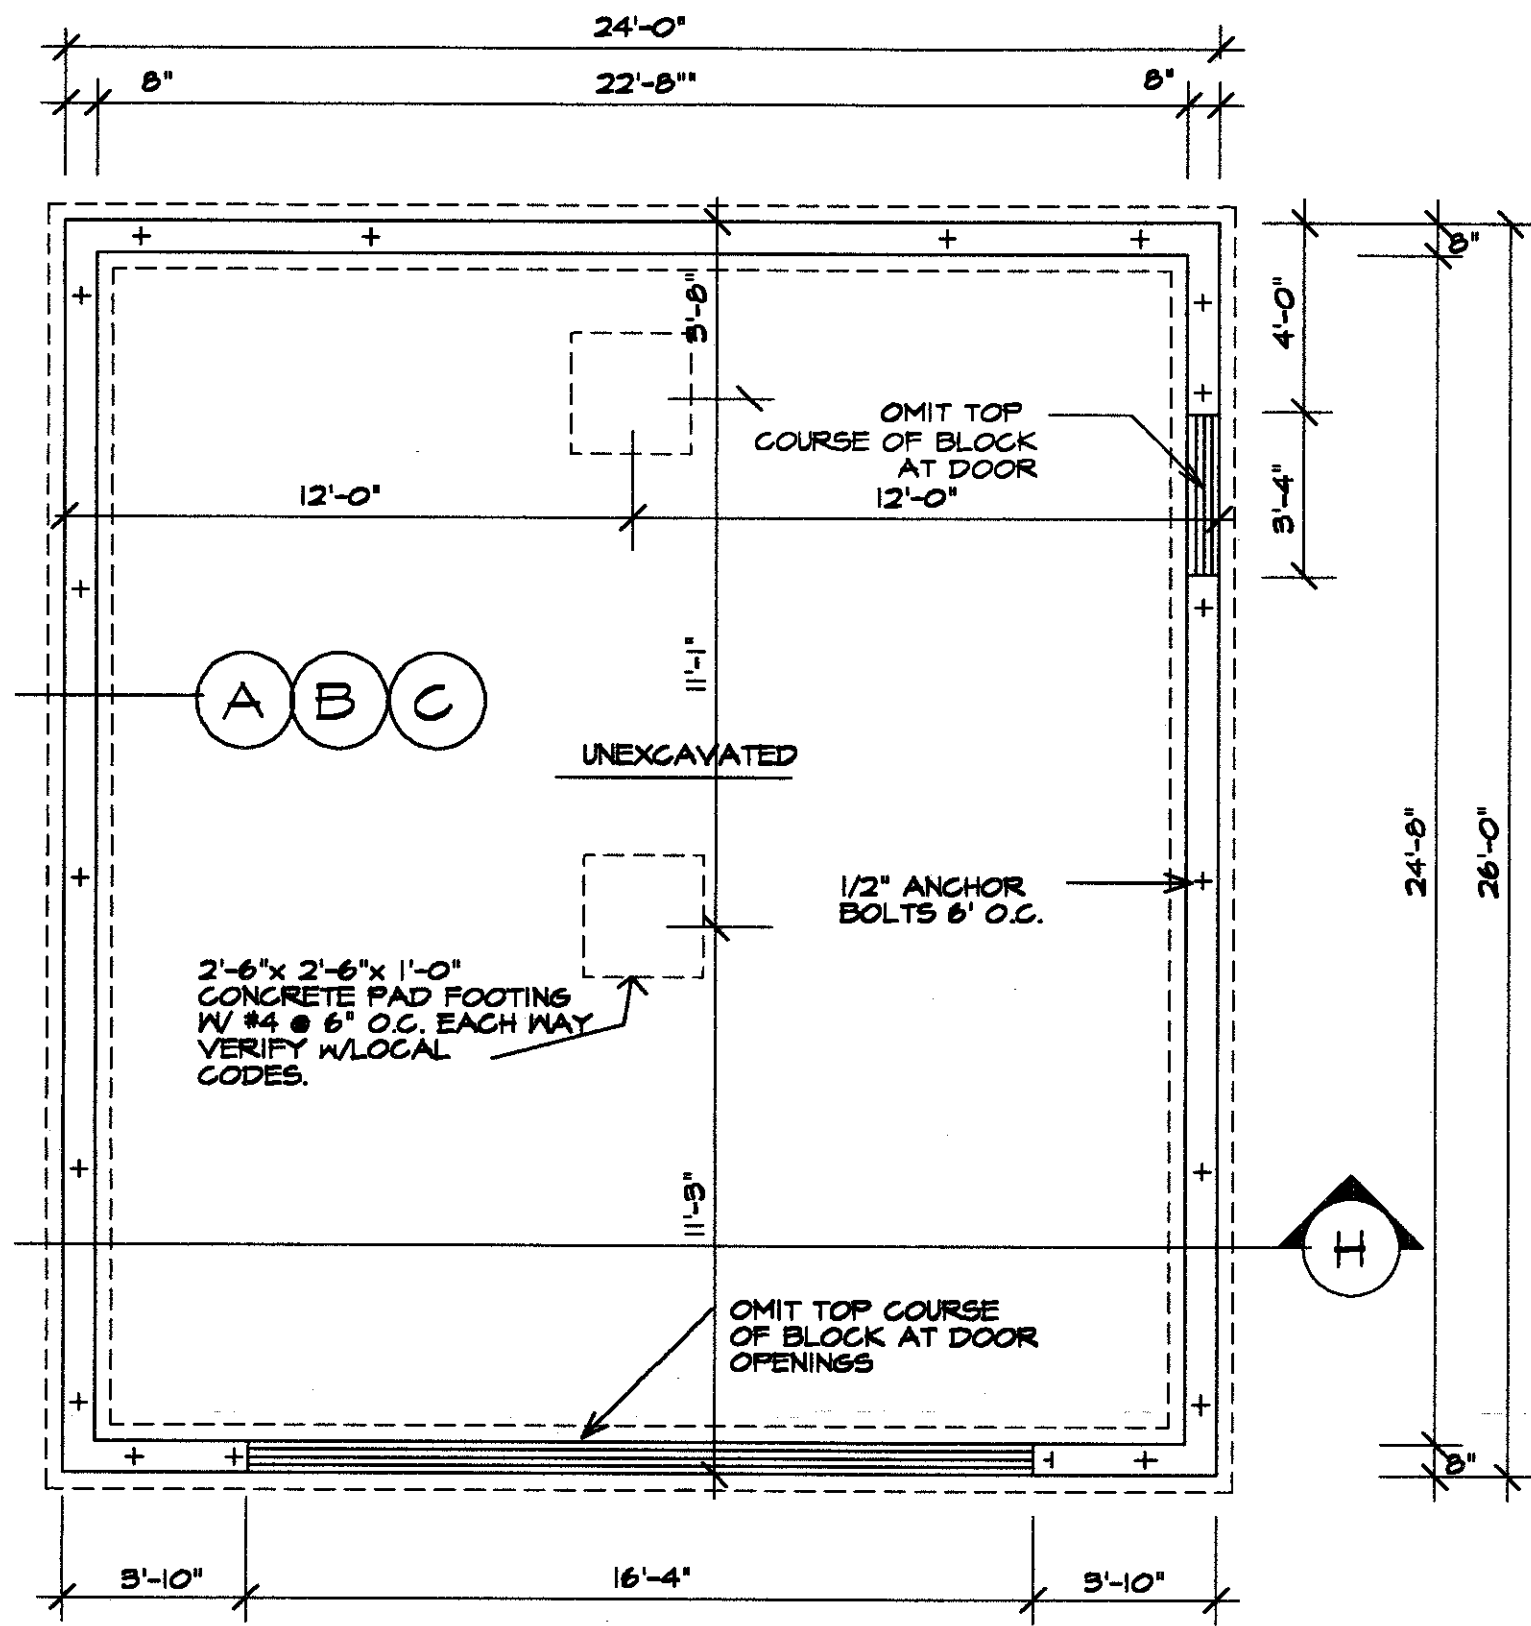 24'-0"
8"
22'-8""
8"
3'-8"
8"
4'-0"
OMIT TOP
COURSE OF BLOCK
AT DOOR
12'-0"
12'-0"
3'-4"
11'-1"
A B C
UNEXCAVATED
24'-8"
26'-0"
1/2" ANCHOR
BOLTS 6' O.C.
2'-6"x 2'-6"x 1'-0"
CONCRETE PAD FOOTING
W/ #4 @ 6" O.C. EACH WAY
VERIFY W/LOCAL
CODES.
11'-3"
H
OMIT TOP COURSE
OF BLOCK AT DOOR
OPENINGS
8"
3'-10"
16'-4"
3'-10"